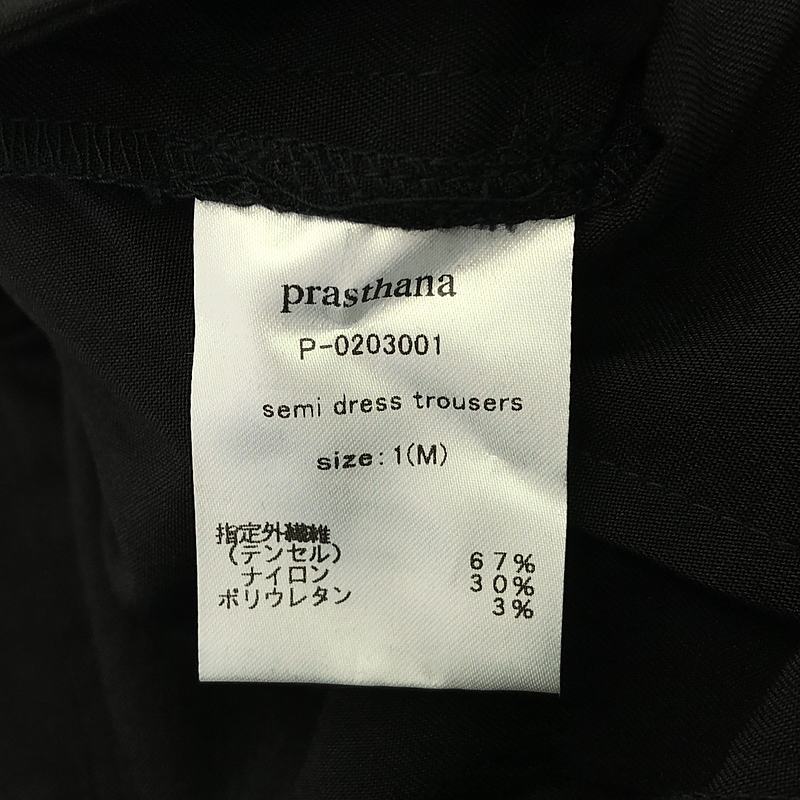 prasthana
P-0203001
semi dress trousers
size: 1(M)
指定外繊維
(テンセル) 67%
ナイロン 30%
ポリウレタン 3%